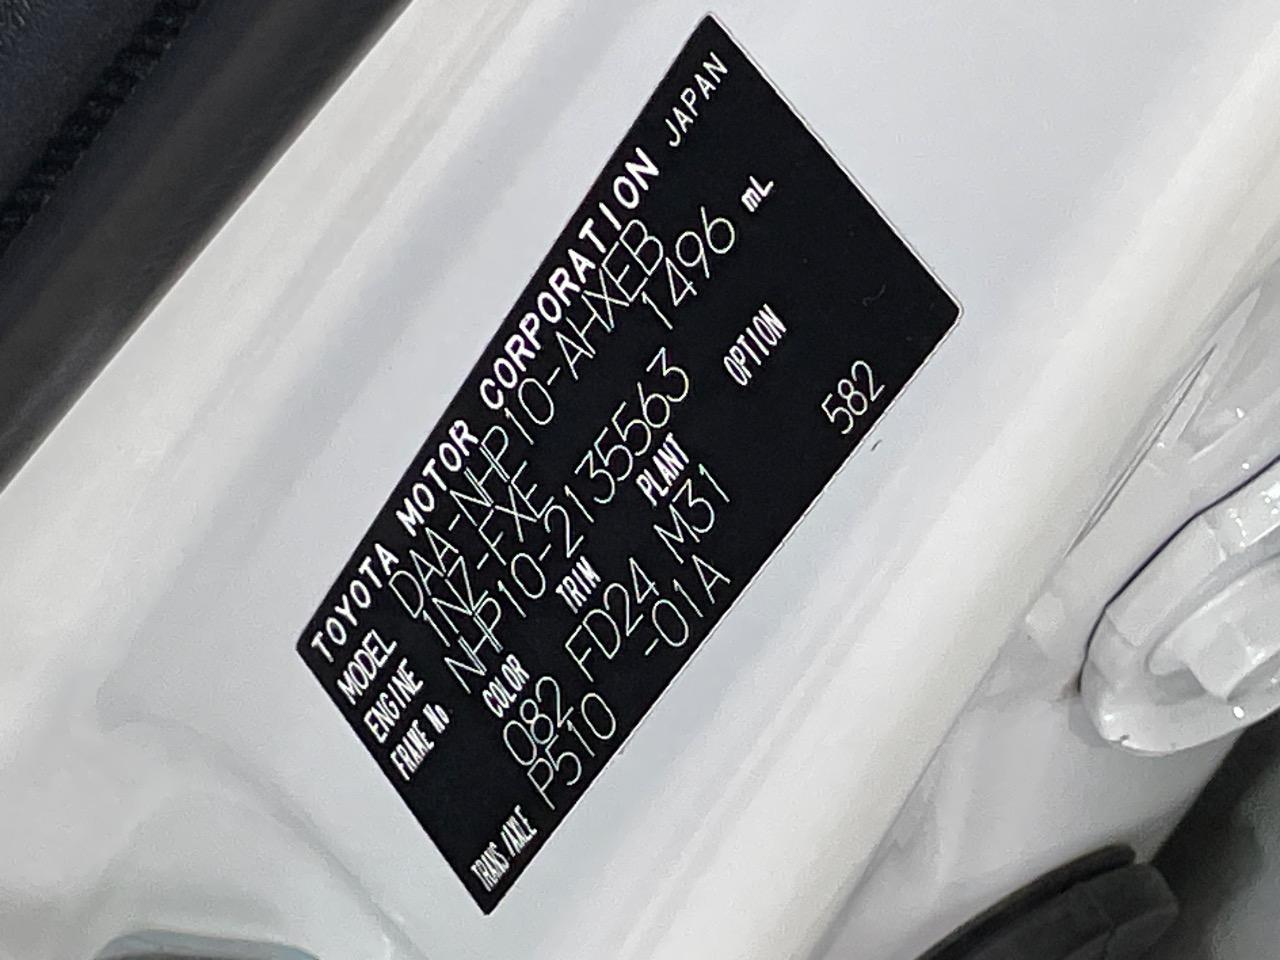 TOYOTA MOTOR CORPORATION JAPAN
MODEL DAA-NHP10-AHXEB
ENGINE 1NZ-FXE 1496 mL
FRAME No NHP10-2135563
COLOR TRIM PLANT OPTION
082 FD24 M31 582
TRANS/AXLE P510 -01A